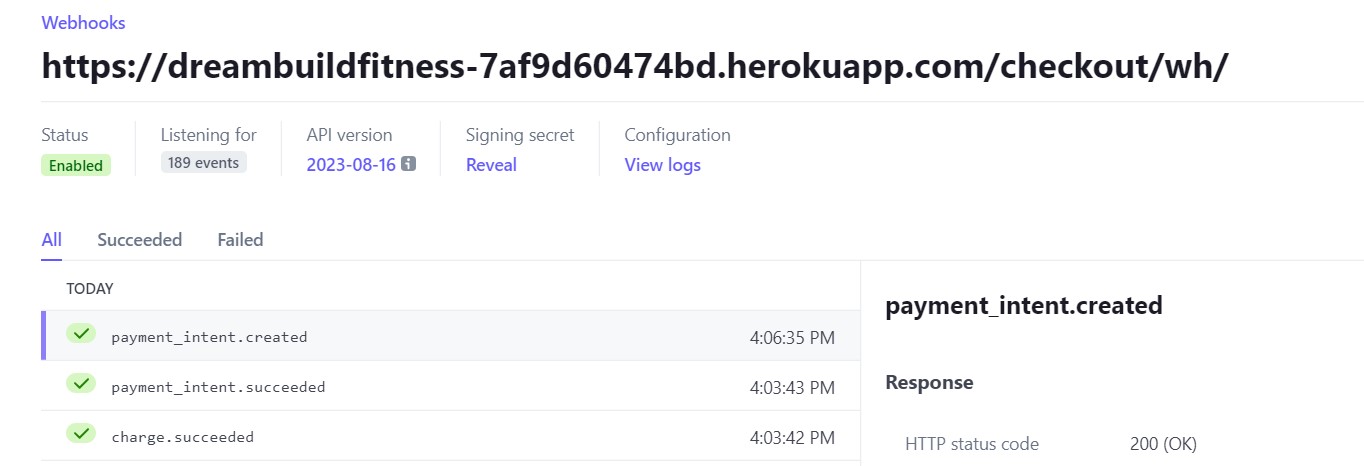 Webhooks
https://dreambuildfitness-7af9d60474bd.herokuapp.com/checkout/wh/
Status
Enabled
Listening for
189 events
API version
2023-08-16
Signing secret
Reveal
Configuration
View logs
All Succeeded Failed
TODAY
payment_intent.created 4:06:35 PM
payment_intent.succeeded 4:03:43 PM
charge.succeeded 4:03:42 PM
payment_intent.created
Response
HTTP status code 200 (OK)